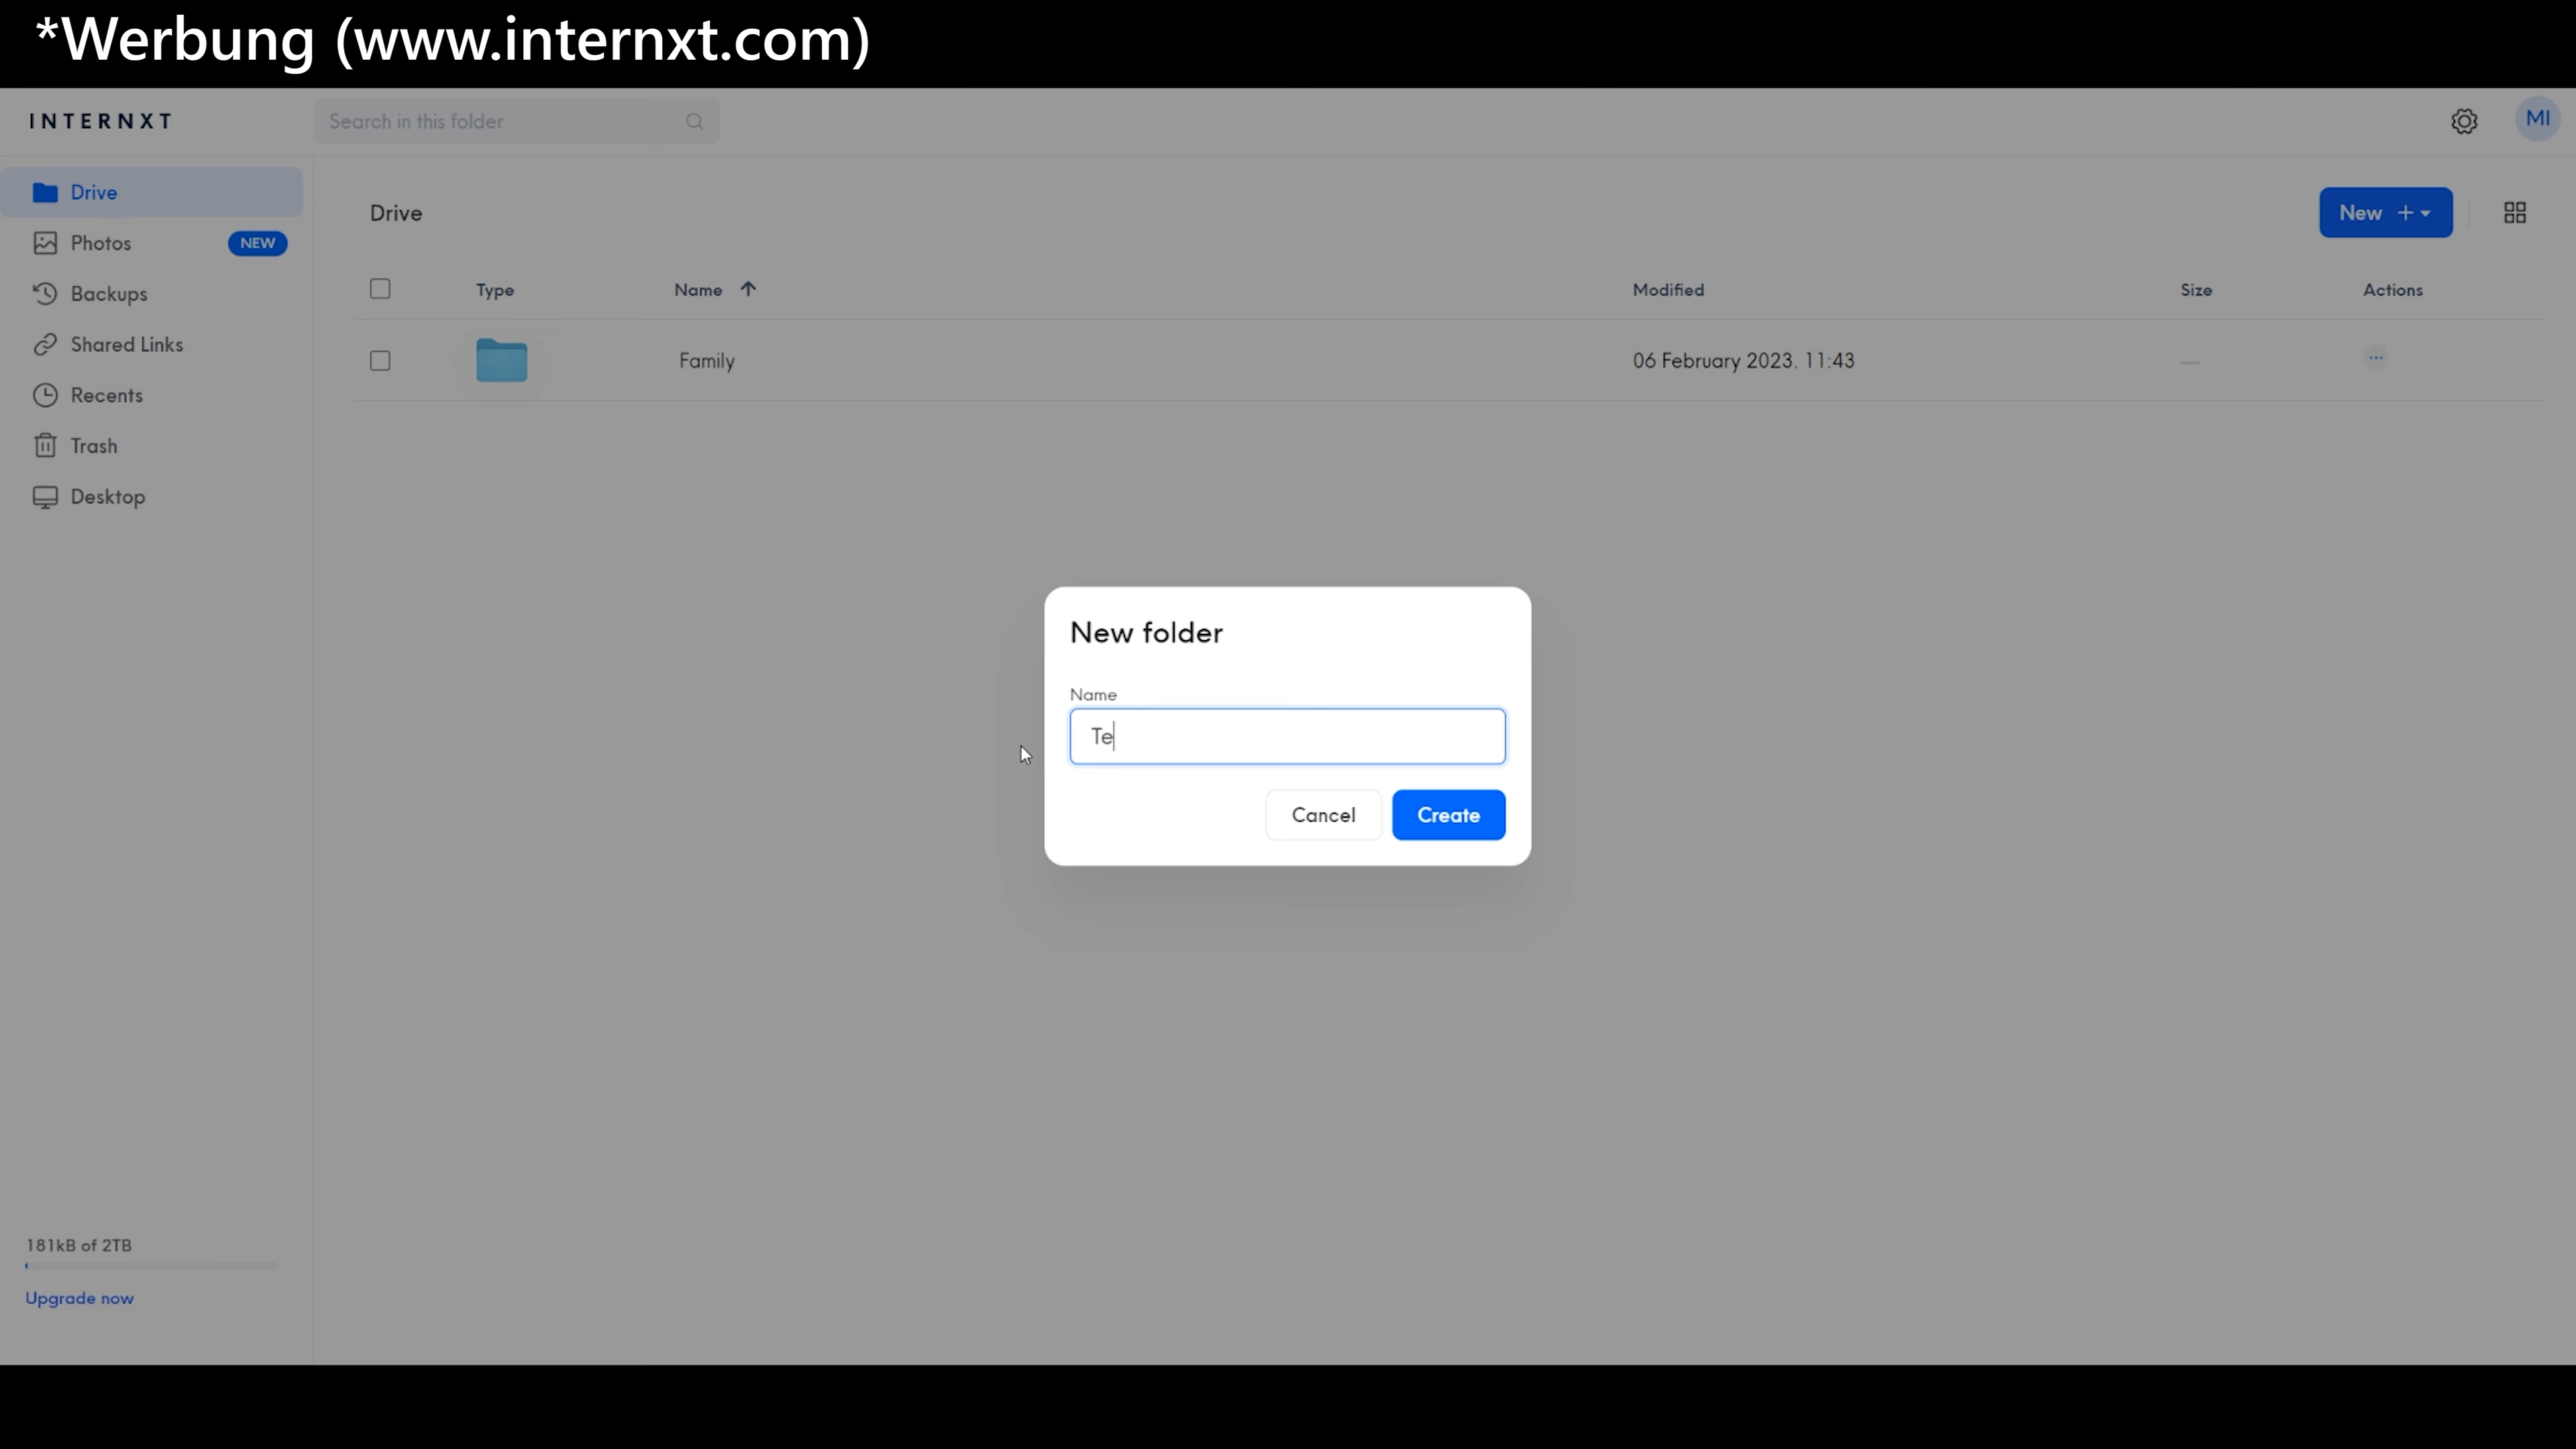 *Werbung (www.internxt.com)
INTERNXT
Search in this folder
MI
Drive
Photos NEW
Backups
Shared Links
Recents
Trash
Desktop
Drive
New
Type Name Modified Size Actions
Family 06 February 2023. 11:43 —
New folder
Name
Te
Cancel Create
181kB of 2TB
Upgrade now